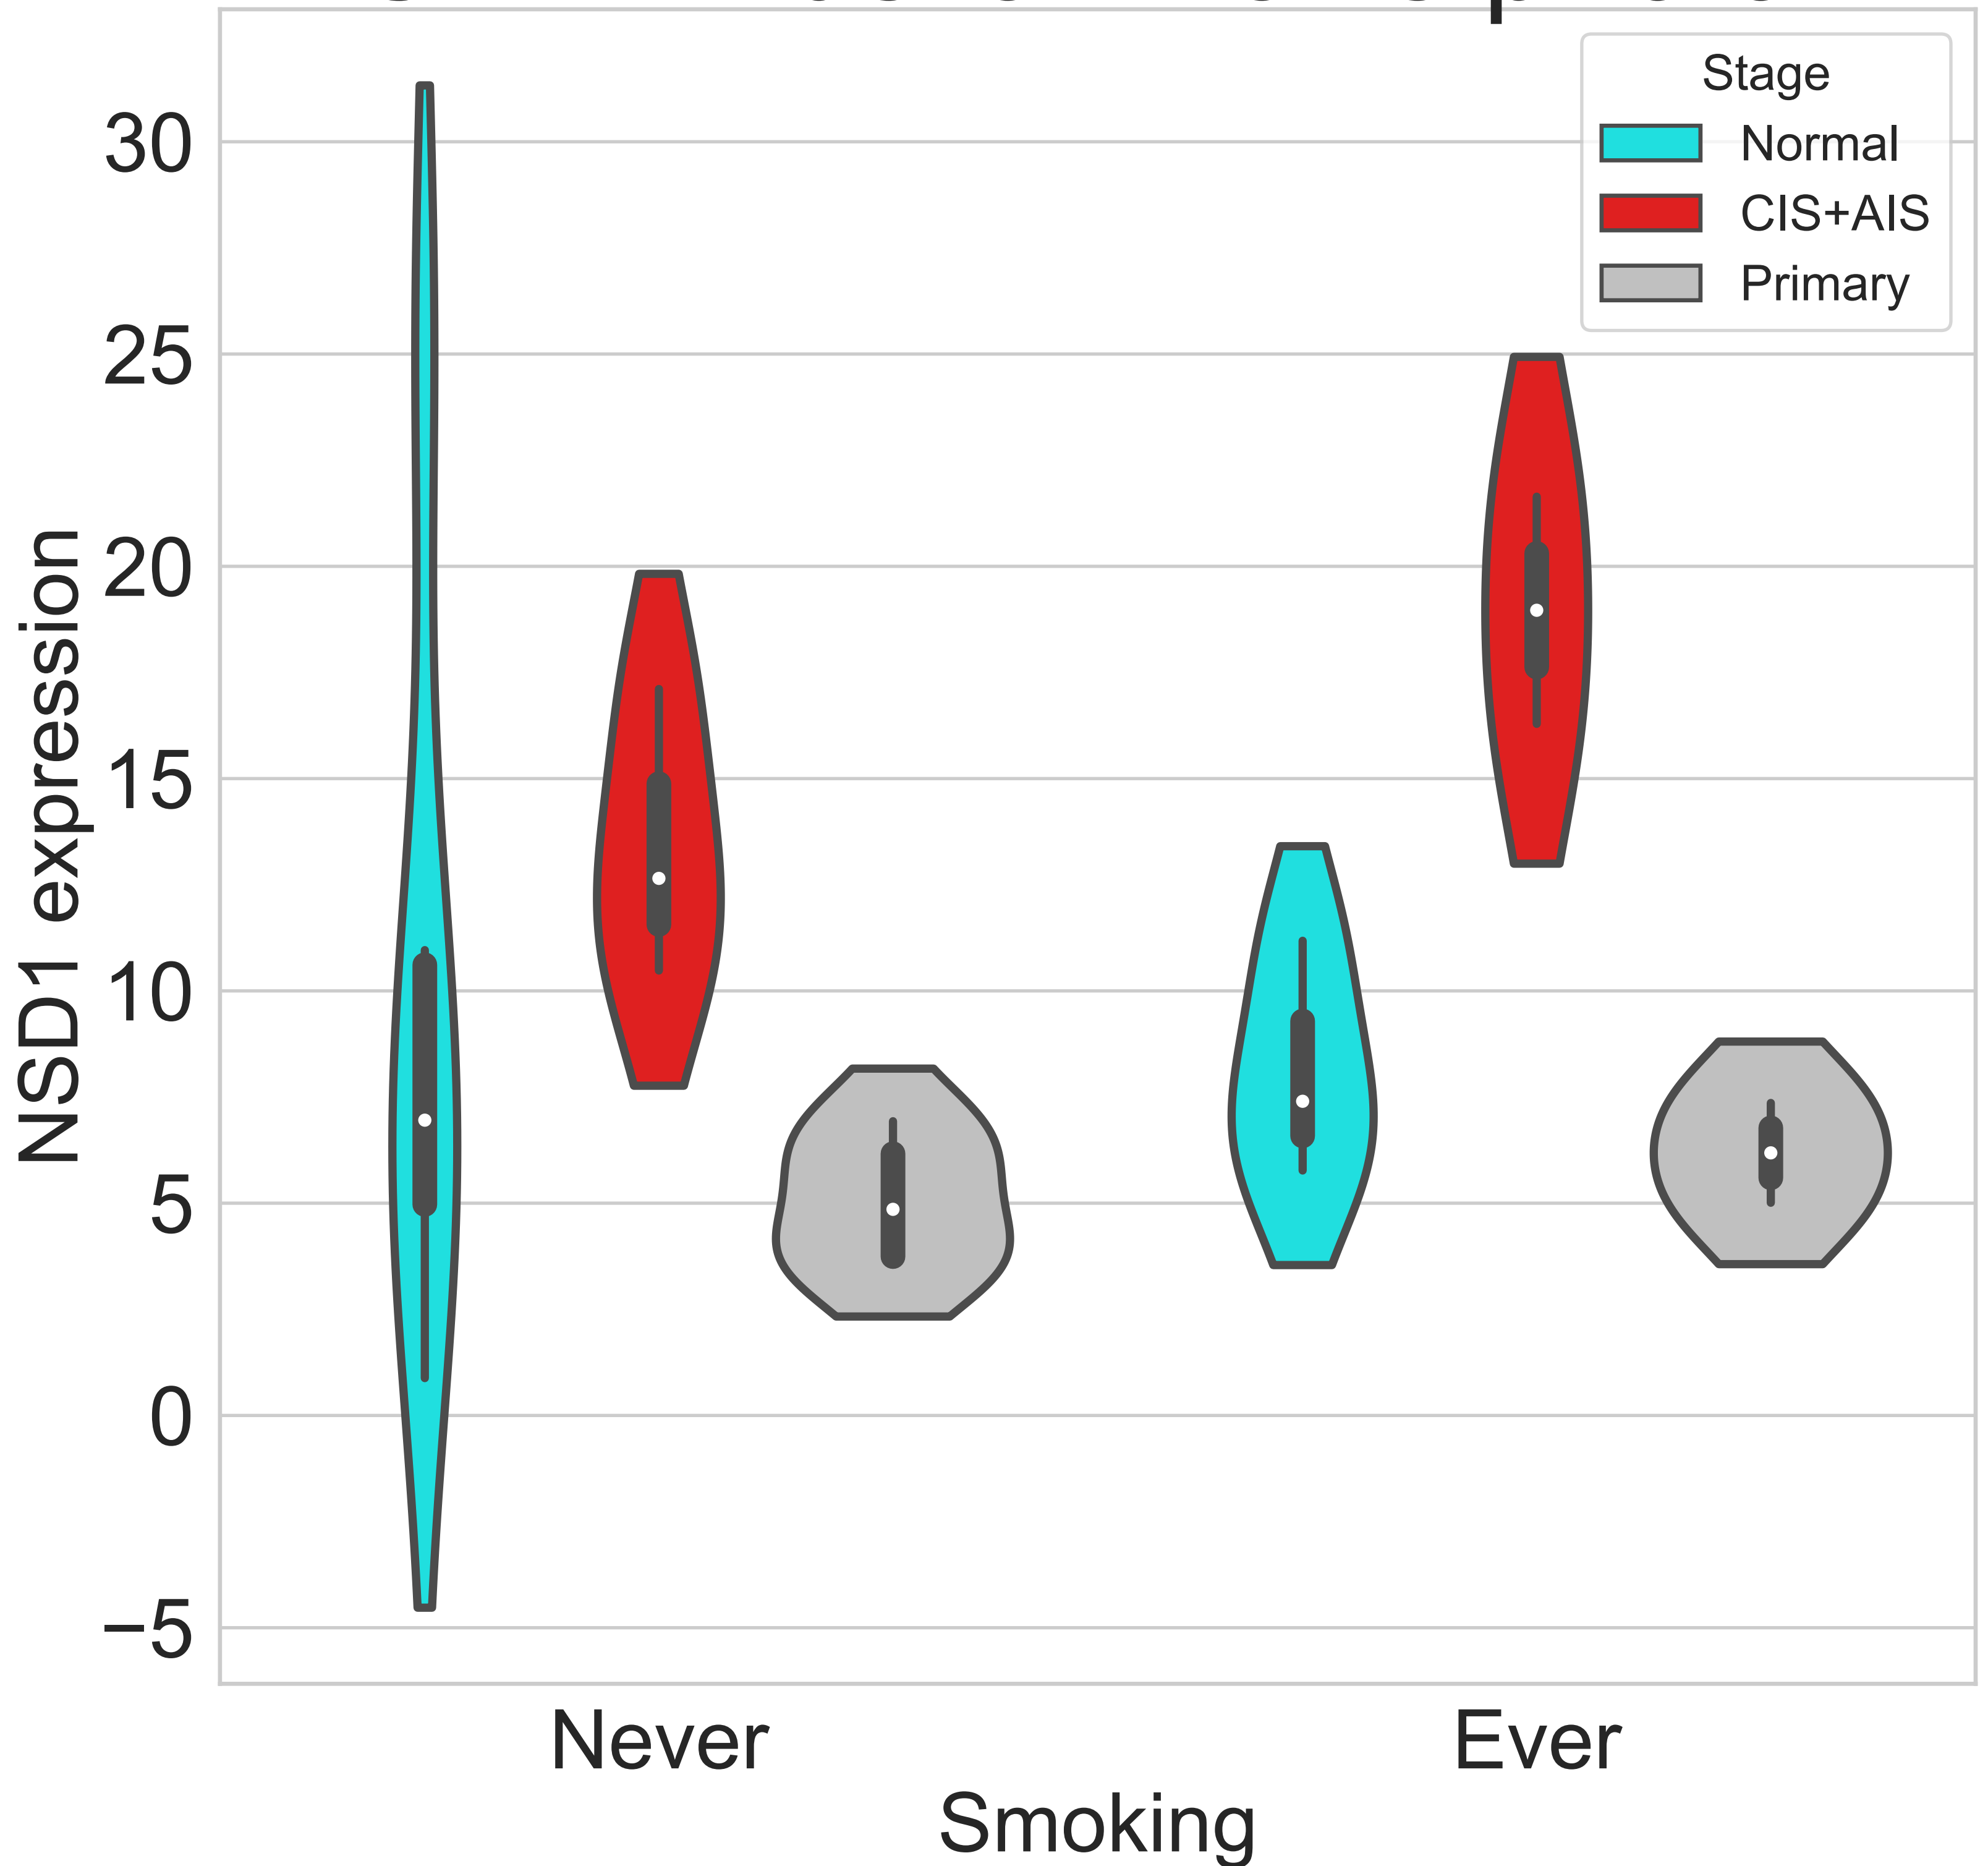 Stage
Normal
CIS+AIS
Primary
NSD1 expression
30
25
20
15
10
5
0
−5
Never
Ever
Smoking